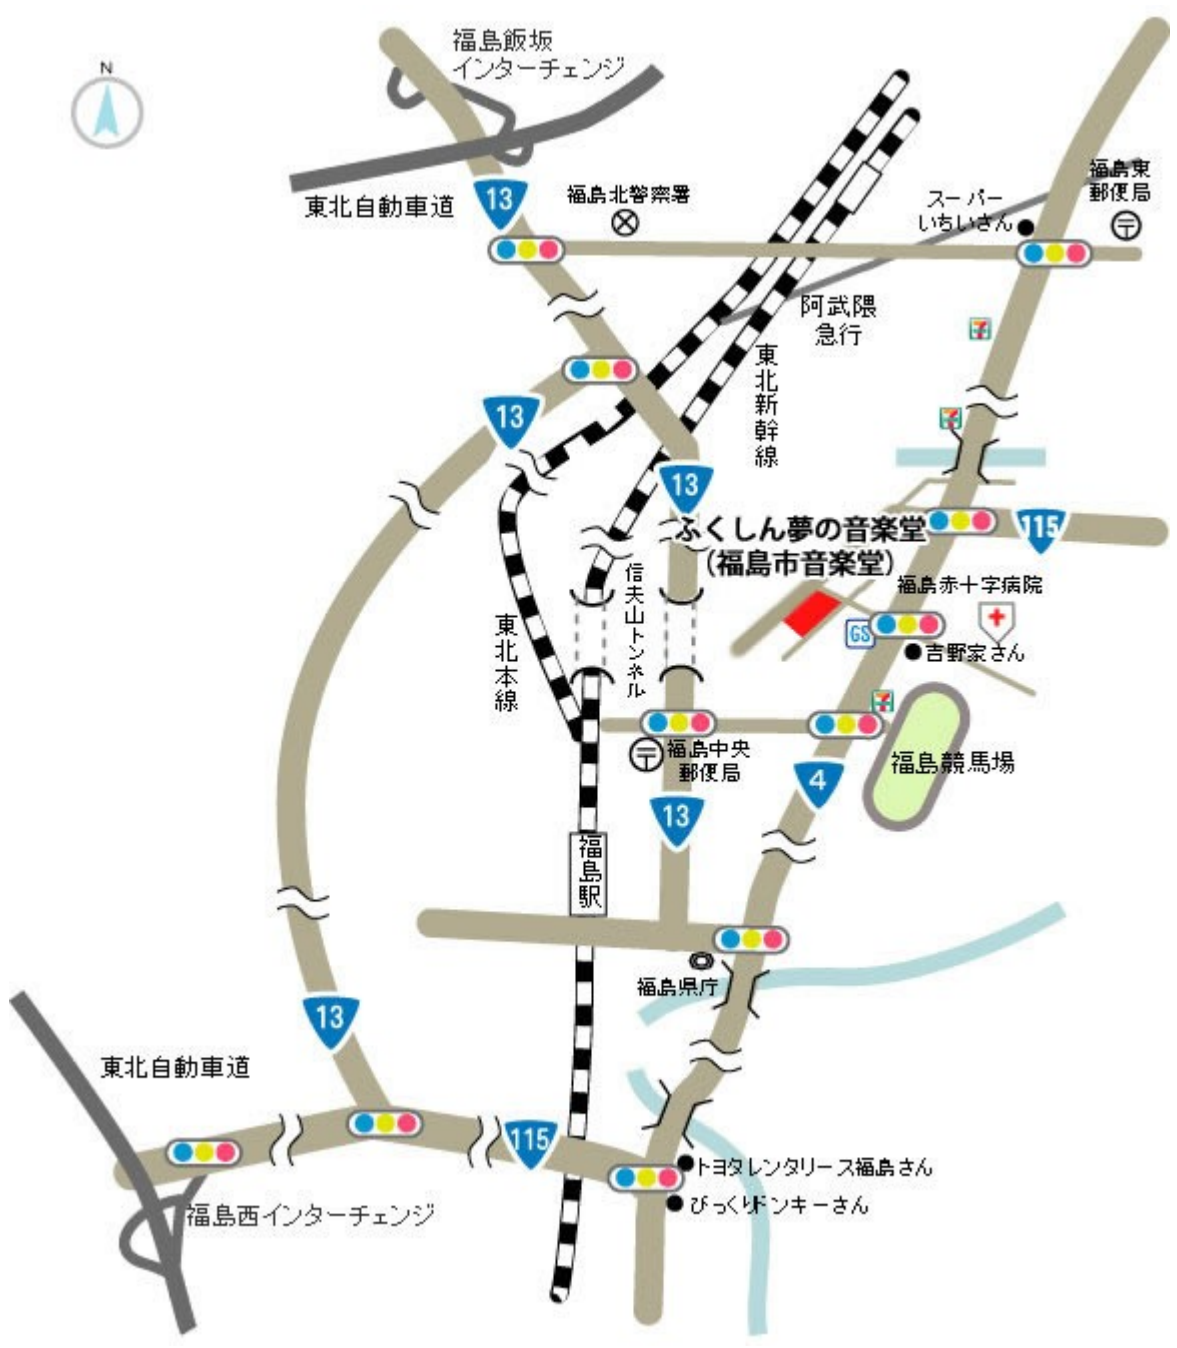 福島飯坂
インターチェンジ
N
東北自動車道
13
福島北警察署
福島東
郵便局
スーパー
いちいさん
阿武隈
急行
東北新幹線
7
13
7
13
ふくしん夢の音楽堂
(福島市音楽堂)
115
信夫山トンネル
福島赤十字病院
GS
吉野家さん
東北本線
7
福島中央
郵便局
福島競馬場
4
13
福島駅
福島県庁
13
東北自動車道
115
トヨタレンタリース福島さん
びっくりドンキーさん
福島西インターチェンジ